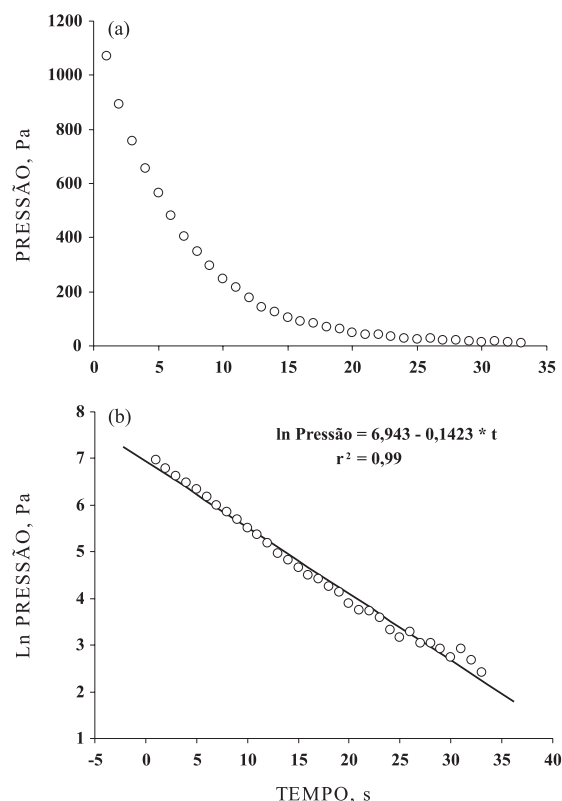 (a)
PRESSÃO, Pa
1200
1000
800
600
400
200
0
0 5 10 15 20 25 30 35
(b)
ln Pressão = 6,943 - 0,1423 * t
r² = 0,99
Ln PRESSÃO, Pa
8
7
6
5
4
3
2
1
-5 0 5 10 15 20 25 30 35 40
TEMPO, s